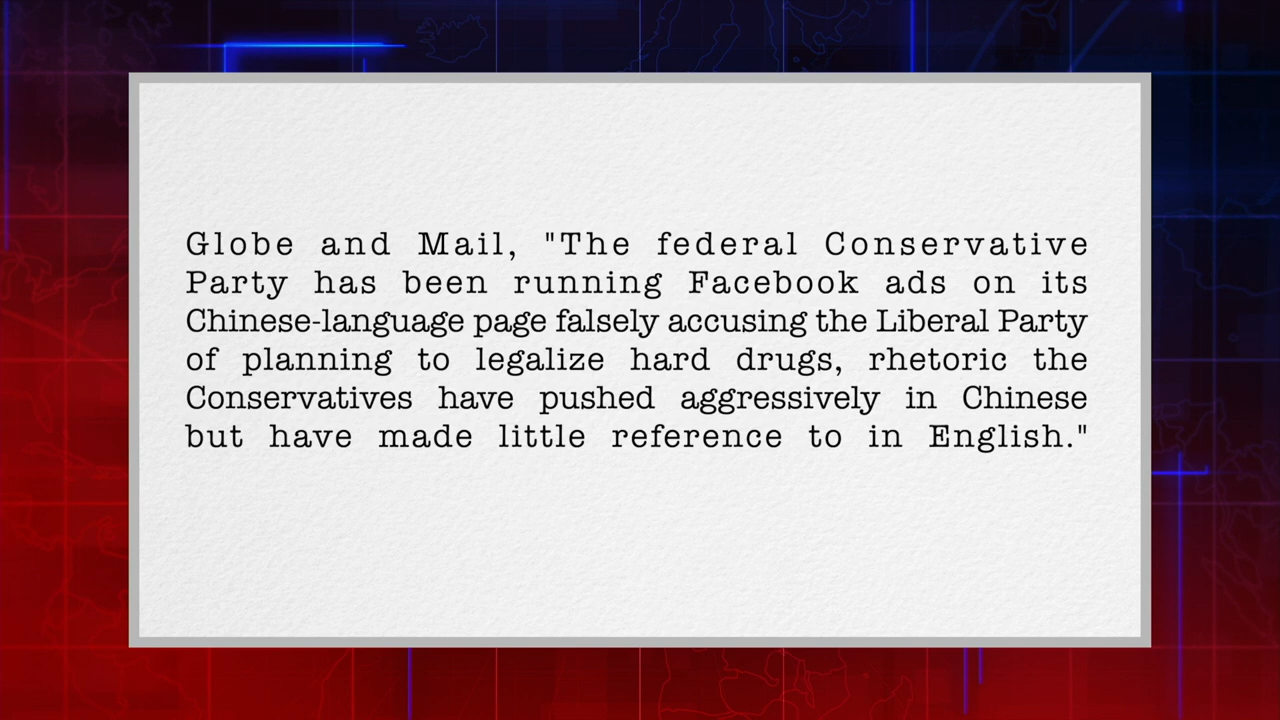 Globe and Mail, "The federal Conservative
Party has been running Facebook ads on its
Chinese-language page falsely accusing the Liberal Party
of planning to legalize hard drugs, rhetoric the
Conservatives have pushed aggressively in Chinese
but have made little reference to in English."